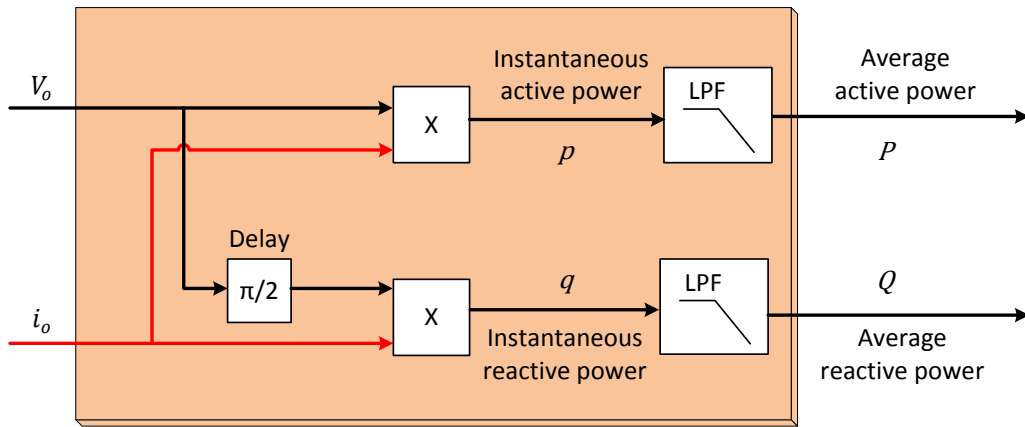 V_o
X
Instantaneous
active power
p
LPF
Average
active power
P
Delay
π/2
i_o
X
q
Instantaneous
reactive power
LPF
Q
Average
reactive power